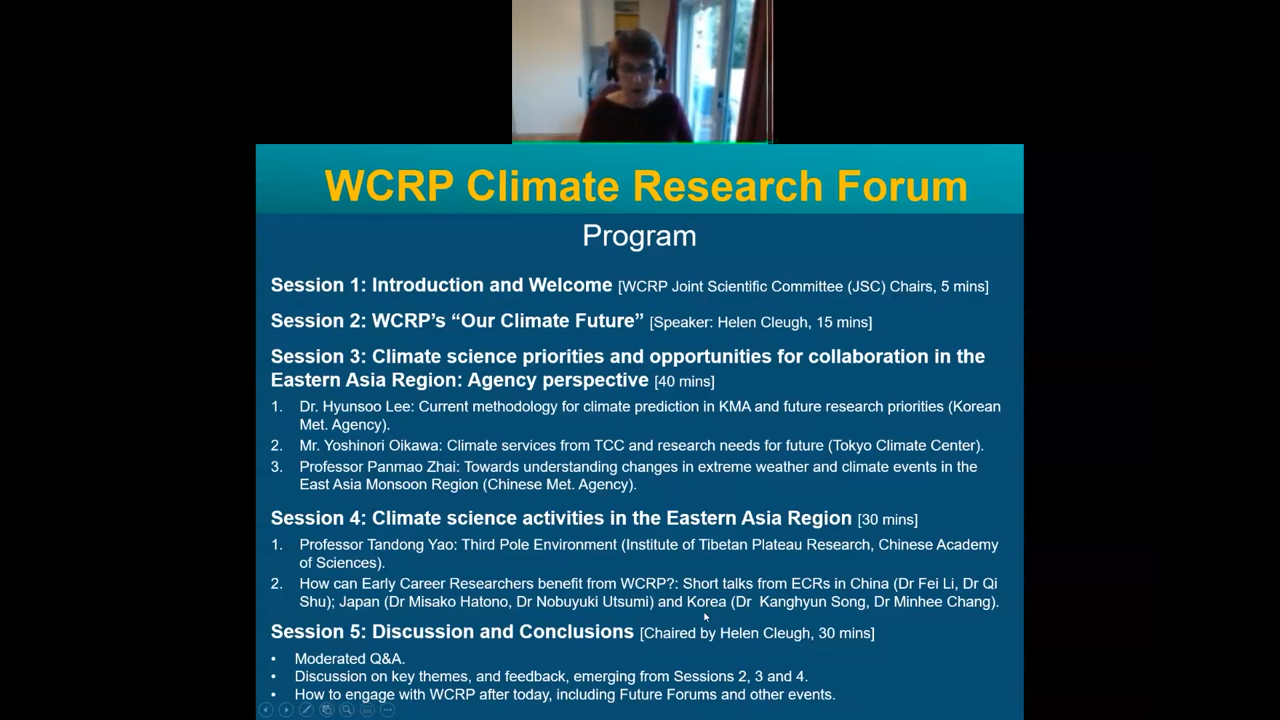 WCRP Climate Research Forum
Program
Session 1: Introduction and Welcome [WCRP Joint Scientific Committee (JSC) Chairs, 5 mins]
Session 2: WCRP’s “Our Climate Future” [Speaker: Helen Cleugh, 15 mins]
Session 3: Climate science priorities and opportunities for collaboration in the
Eastern Asia Region: Agency perspective [40 mins]
1. Dr. Hyunsoo Lee: Current methodology for climate prediction in KMA and future research priorities (Korean
Met. Agency).
2. Mr. Yoshinori Oikawa: Climate services from TCC and research needs for future (Tokyo Climate Center).
3. Professor Panmao Zhai: Towards understanding changes in extreme weather and climate events in the
East Asia Monsoon Region (Chinese Met. Agency).
Session 4: Climate science activities in the Eastern Asia Region [30 mins]
1. Professor Tandong Yao: Third Pole Environment (Institute of Tibetan Plateau Research, Chinese Academy
of Sciences).
2. How can Early Career Researchers benefit from WCRP?: Short talks from ECRs in China (Dr Fei Li, Dr Qi
Shu); Japan (Dr Misako Hatono, Dr Nobuyuki Utsumi) and Korea (Dr Kanghyun Song, Dr Minhee Chang).
Session 5: Discussion and Conclusions [Chaired by Helen Cleugh, 30 mins]
• Moderated Q&A.
• Discussion on key themes, and feedback, emerging from Sessions 2, 3 and 4.
• How to engage with WCRP after today, including Future Forums and other events.